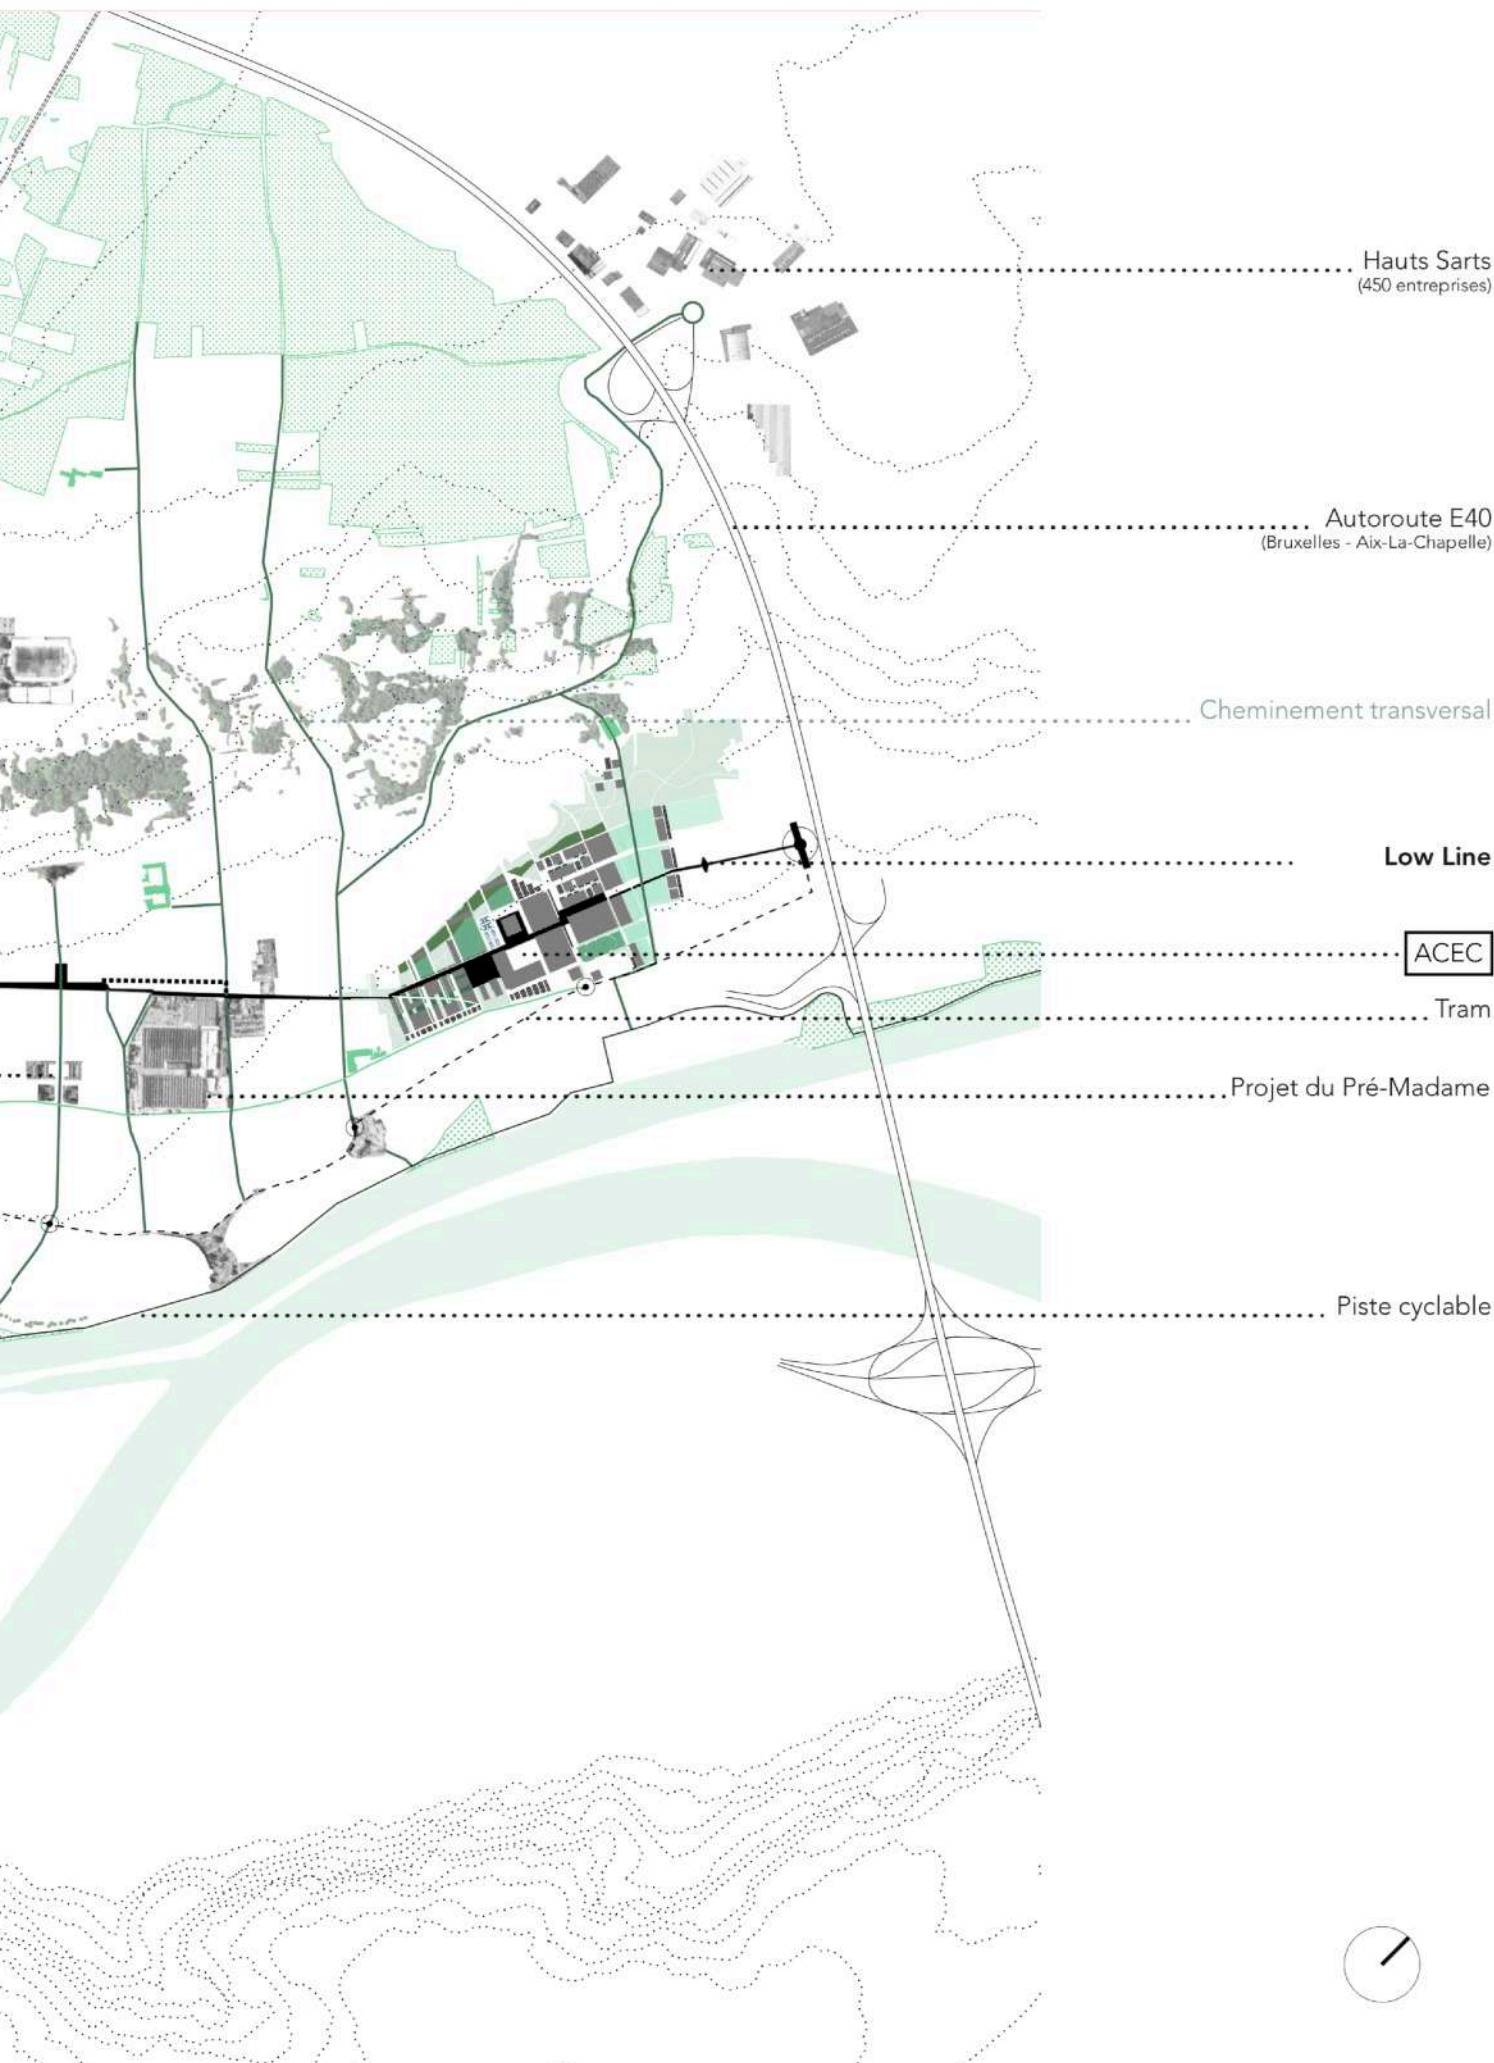 Hauts Sarts
(450 entreprises)
Autoroute E40
(Bruxelles - Aix-La-Chapelle)
Cheminement transversal
Low Line
ACEC
Tram
Projet du Pré-Madame
Piste cyclable